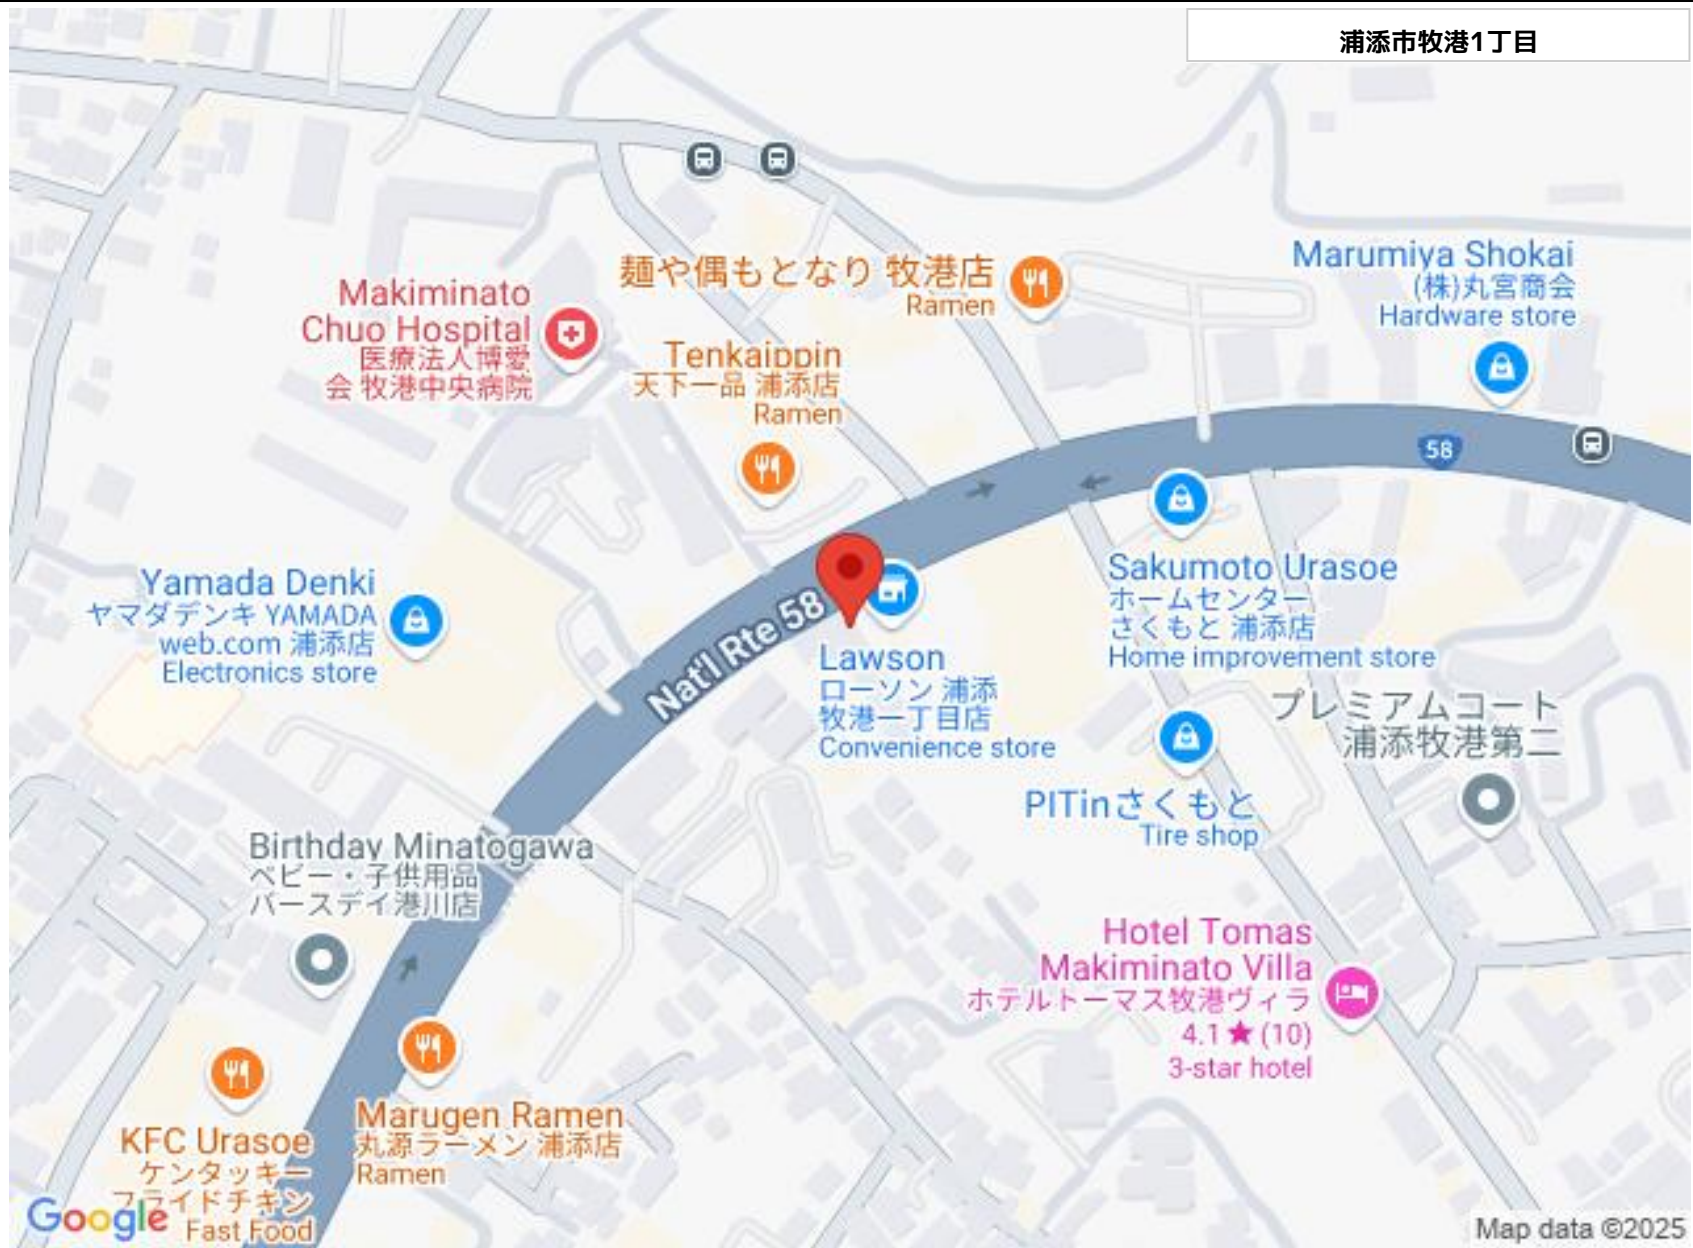 浦添市牧港1丁目
麺や偶もとなり 牧港店
Ramen
Marumiya Shokai
(株)丸宮商会
Hardware store
Makiminato
Chuo Hospital
医療法人博愛
会 牧港中央病院
Tenkaippin
天下一品 浦添店
Ramen
58
Yamada Denki
ヤマダデンキ YAMADA
web.com 浦添店
Electronics store
Nat'l Rte 58
Lawson
ローソン 浦添
牧港一丁目店
Convenience store
Sakumoto Urasoe
ホームセンター
さくもと 浦添店
Home improvement store
プレミアムコート
浦添牧港第二
PITinさくもと
Tire shop
Birthday Minatogawa
ベビー・子供用品
バースデイ港川店
Hotel Tomas
Makiminato Villa
ホテルトーマス牧港ヴィラ
4.1★(10)
3-star hotel
Marugen Ramen
丸源ラーメン 浦添店
Ramen
KFC Urasoe
ケンタッキー
フライドチキン
Fast Food
Google
Map data ©2025